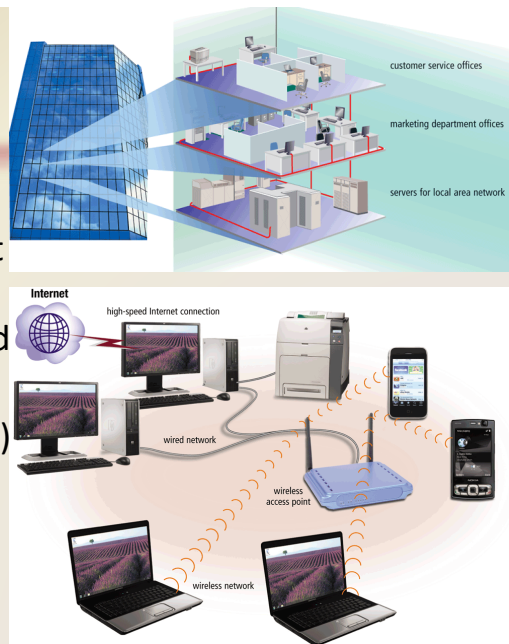 customer service offices
marketing department offices
servers for local area network
t
Internet
high-speed Internet connection
d
wired network
)
wireless
access point
wireless network